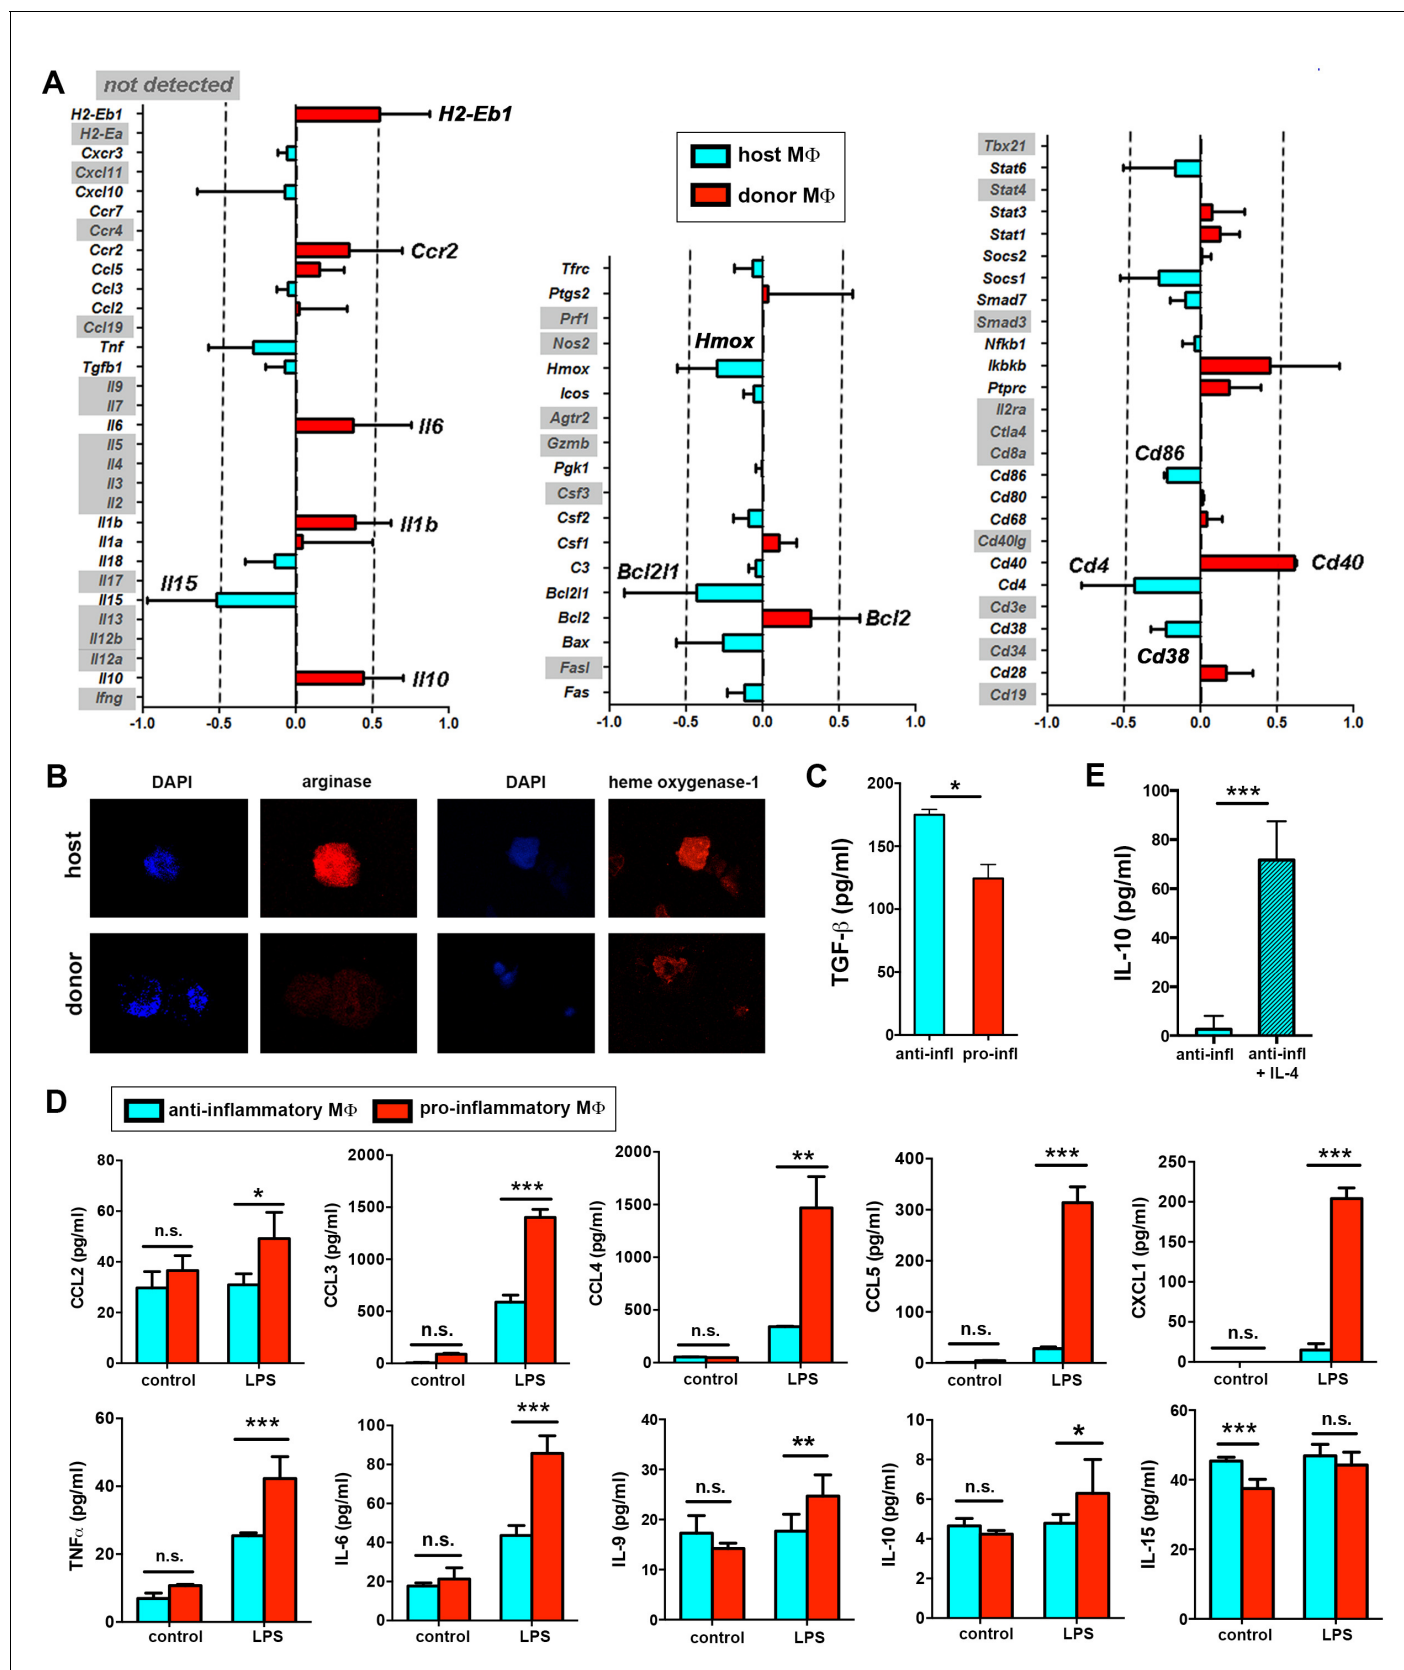 A
not detected
H2-Eb1
H2-Ea
Cxcr3
Cxcl11
Cxcl10
Ccr7
Ccr4
Ccr2
Ccl5
Ccl3
Ccl2
Ccl19
Tnf
Tgfb1
Il9
Il7
Il6
Il5
Il4
Il3
Il2
Il1b
Il1a
Il18
Il17
Il15
Il13
Il12b
Il12a
Il10
Ifng
H2-Eb1
Ccr2
Il6
Il1b
Il15
Il10
-1.0 -0.5 0.0 0.5 1.0
host MΦ
donor MΦ
Tfrc
Ptgs2
Prf1
Nos2
Hmox
Icos
Agtr2
Gzmb
Pgk1
Csf3
Csf2
Csf1
C3
Bcl2l1
Bcl2
Bax
Fasl
Fas
Hmox
Bcl2l1
Bcl2
-1.0 -0.5 0.0 0.5 1.0
Tbx21
Stat6
Stat4
Stat3
Stat1
Socs2
Socs1
Smad7
Smad3
Nfkb1
Ikbkb
Ptprc
Il2ra
Ctla4
Cd8a
Cd86
Cd80
Cd68
Cd40lg
Cd40
Cd4
Cd3e
Cd38
Cd34
Cd28
Cd19
Cd86
Cd4
Cd40
Cd38
-1.0 -0.5 0.0 0.5 1.0
B
DAPI arginase DAPI heme oxygenase-1
host
donor
C
TGF-β (pg/ml)
200
150
100
50
0
*
anti-infl pro-infl
E
IL-10 (pg/ml)
100
80
60
40
20
0
***
anti-infl anti-infl
+ IL-4
D
anti-inflammatory MΦ pro-inflammatory MΦ
CCL2 (pg/ml)
80
60
40
20
0
n.s. *
control LPS
CCL3 (pg/ml)
2000
1500
1000
500
0
n.s. ***
control LPS
CCL4 (pg/ml)
2000
1500
1000
500
0
n.s. **
control LPS
CCL5 (pg/ml)
400
300
200
100
0
n.s. ***
control LPS
CXCL1 (pg/ml)
250
200
150
100
50
0
n.s. ***
control LPS
TNFα (pg/ml)
60
40
20
0
n.s. ***
control LPS
IL-6 (pg/ml)
100
80
60
40
20
0
n.s. ***
control LPS
IL-9 (pg/ml)
40
30
20
10
0
n.s. **
control LPS
IL-10 (pg/ml)
10
8
6
4
2
0
n.s. *
control LPS
IL-15 (pg/ml)
60
40
20
0
*** n.s.
control LPS